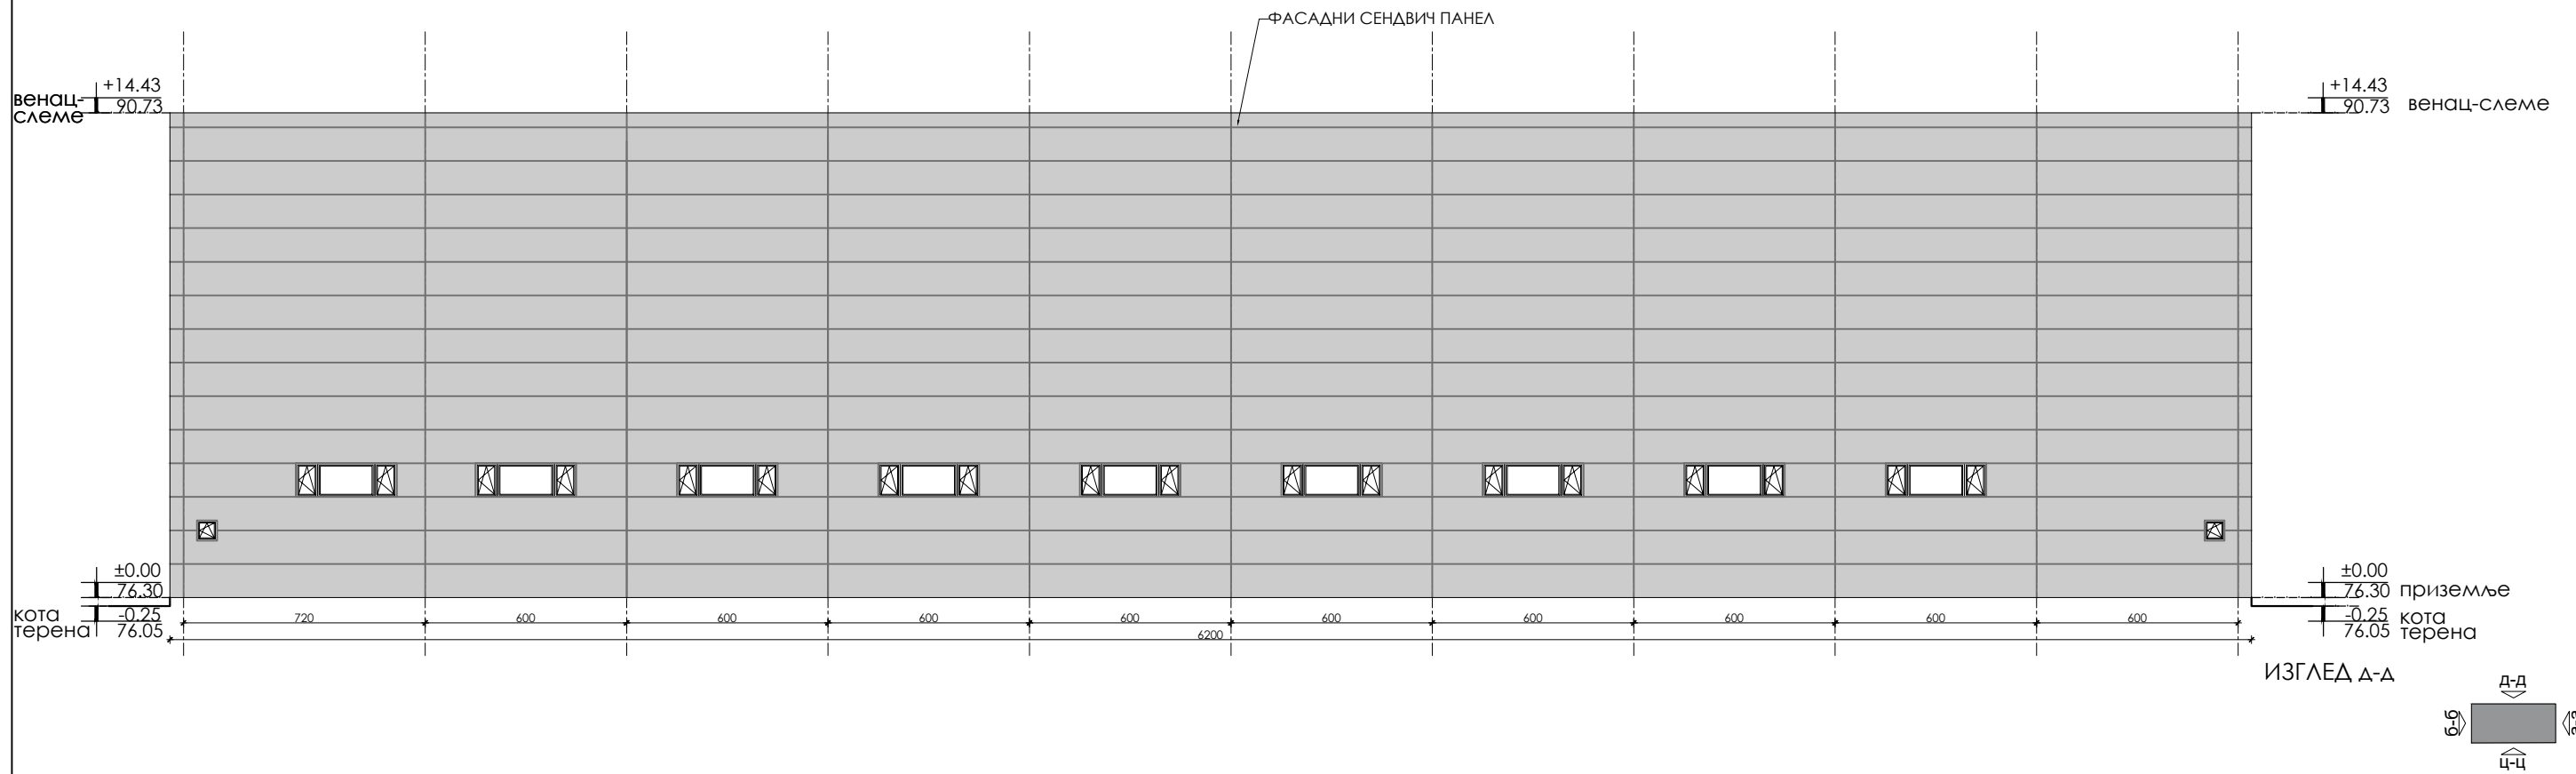 ФАСАДНИ СЕНДВИЧ ПАНЕЛ
+14.43
90.73
венац-
слеме
+14.43
90.73 венац-слеме
±0.00
76.30
-0.25
76.05
кота
терена
±0.00
76.30 приземље
-0.25 кота
76.05 терена
720 600 600 600 600 600 600 600 600 600
6200
ИЗГЛЕД д-д
д-д
б-б
ц-ц